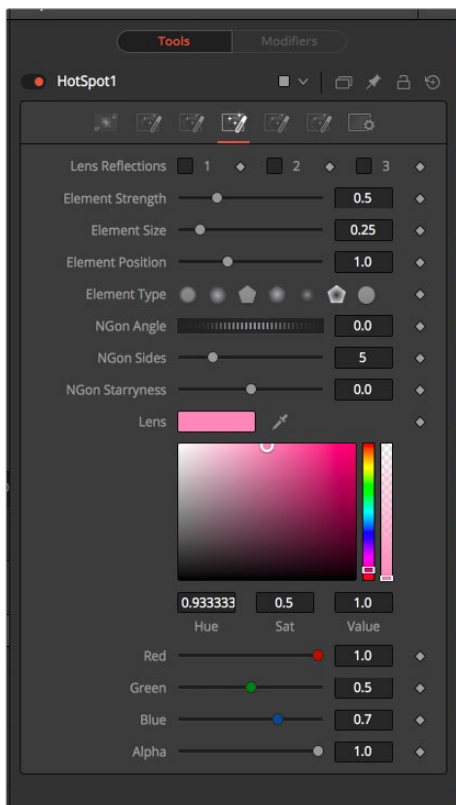 Tools Modifiers
HotSpot1
Lens Reflections 1 2 3
Element Strength 0.5
Element Size 0.25
Element Position 1.0
Element Type
NGon Angle 0.0
NGon Sides 5
NGon Starryness 0.0
Lens
0.933333 0.5 1.0
Hue Sat Value
Red 1.0
Green 0.5
Blue 0.7
Alpha 1.0